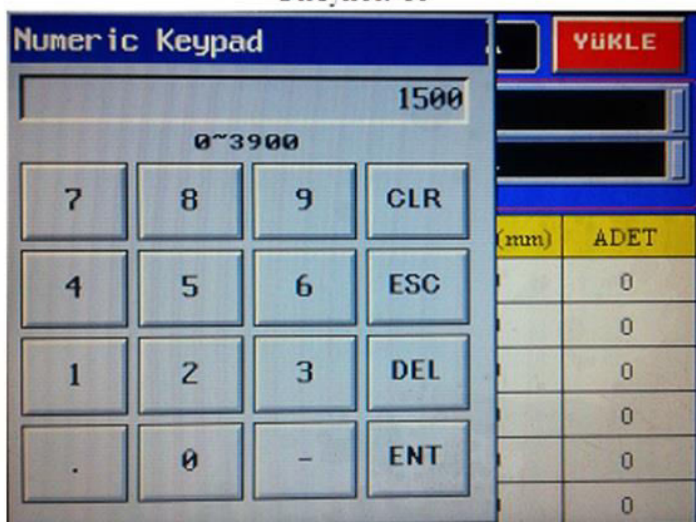 Numeric Keypad
YüKLE
1500
0~3900
7 8 9 CLR
4 5 6 ESC
1 2 3 DEL
. 0 - ENT
(mm) ADET
0
0
0
0
0
0